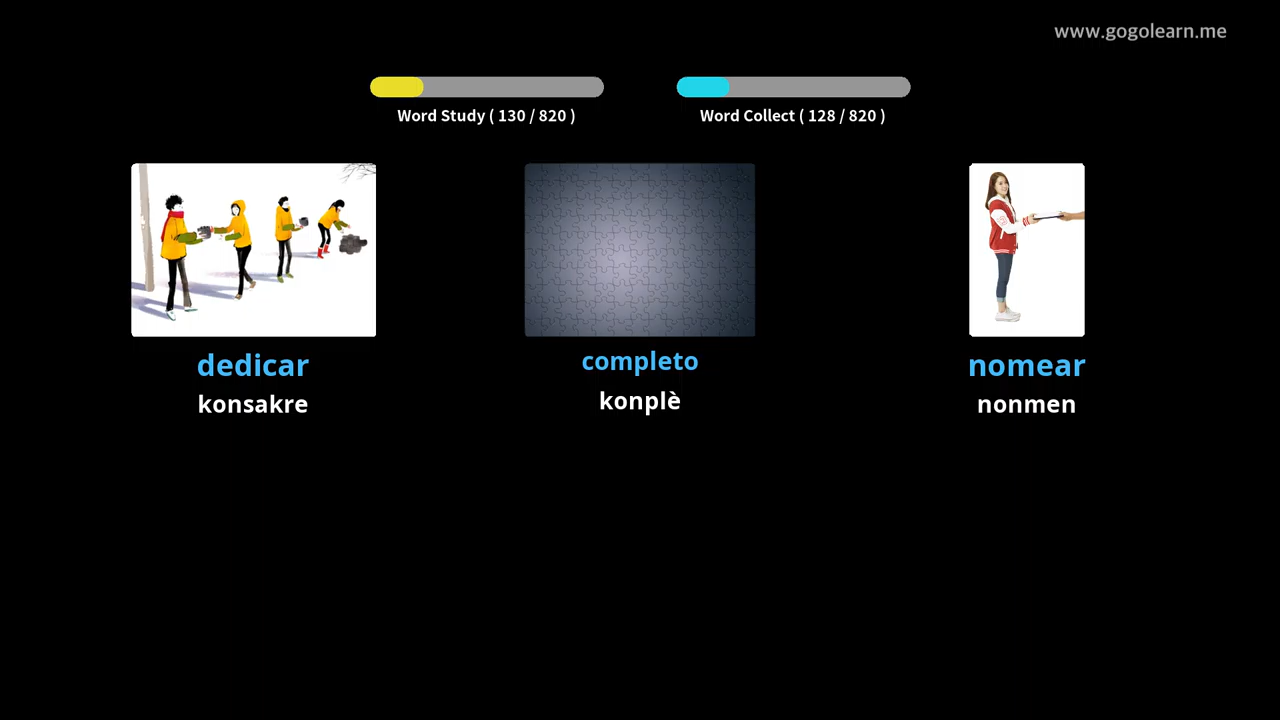 www.gogolearn.me
Word Study ( 130 / 820 )
Word Collect ( 128 / 820 )
dedicar
konsakre
completo
konplè
nomear
nonmen